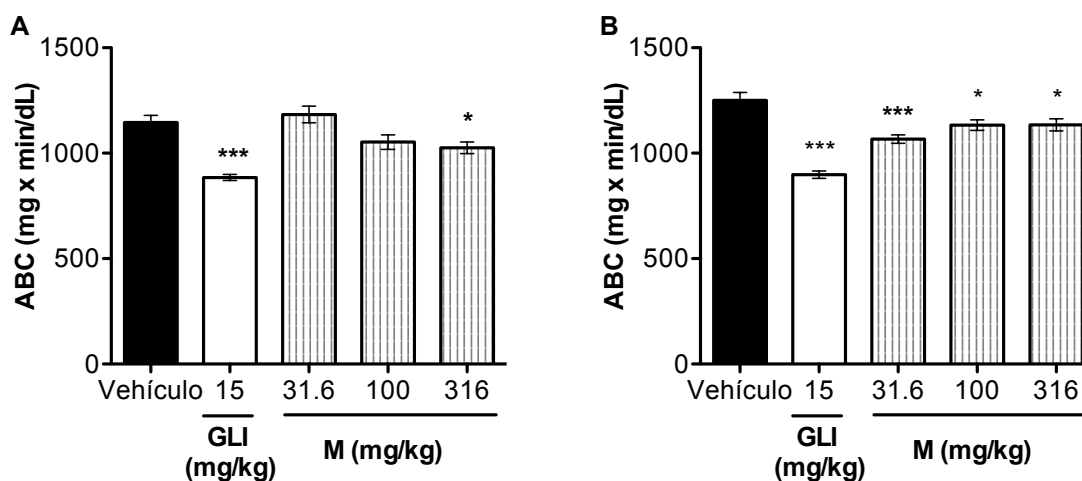 A
1500
1000
500
0
ABC (mg x min/dL)
***
*
Vehículo 15 31.6 100 316
GLI
(mg/kg)
M (mg/kg)
B
1500
1000
500
0
ABC (mg x min/dL)
***
***
*
*
Vehículo 15 31.6 100 316
GLI
(mg/kg)
M (mg/kg)